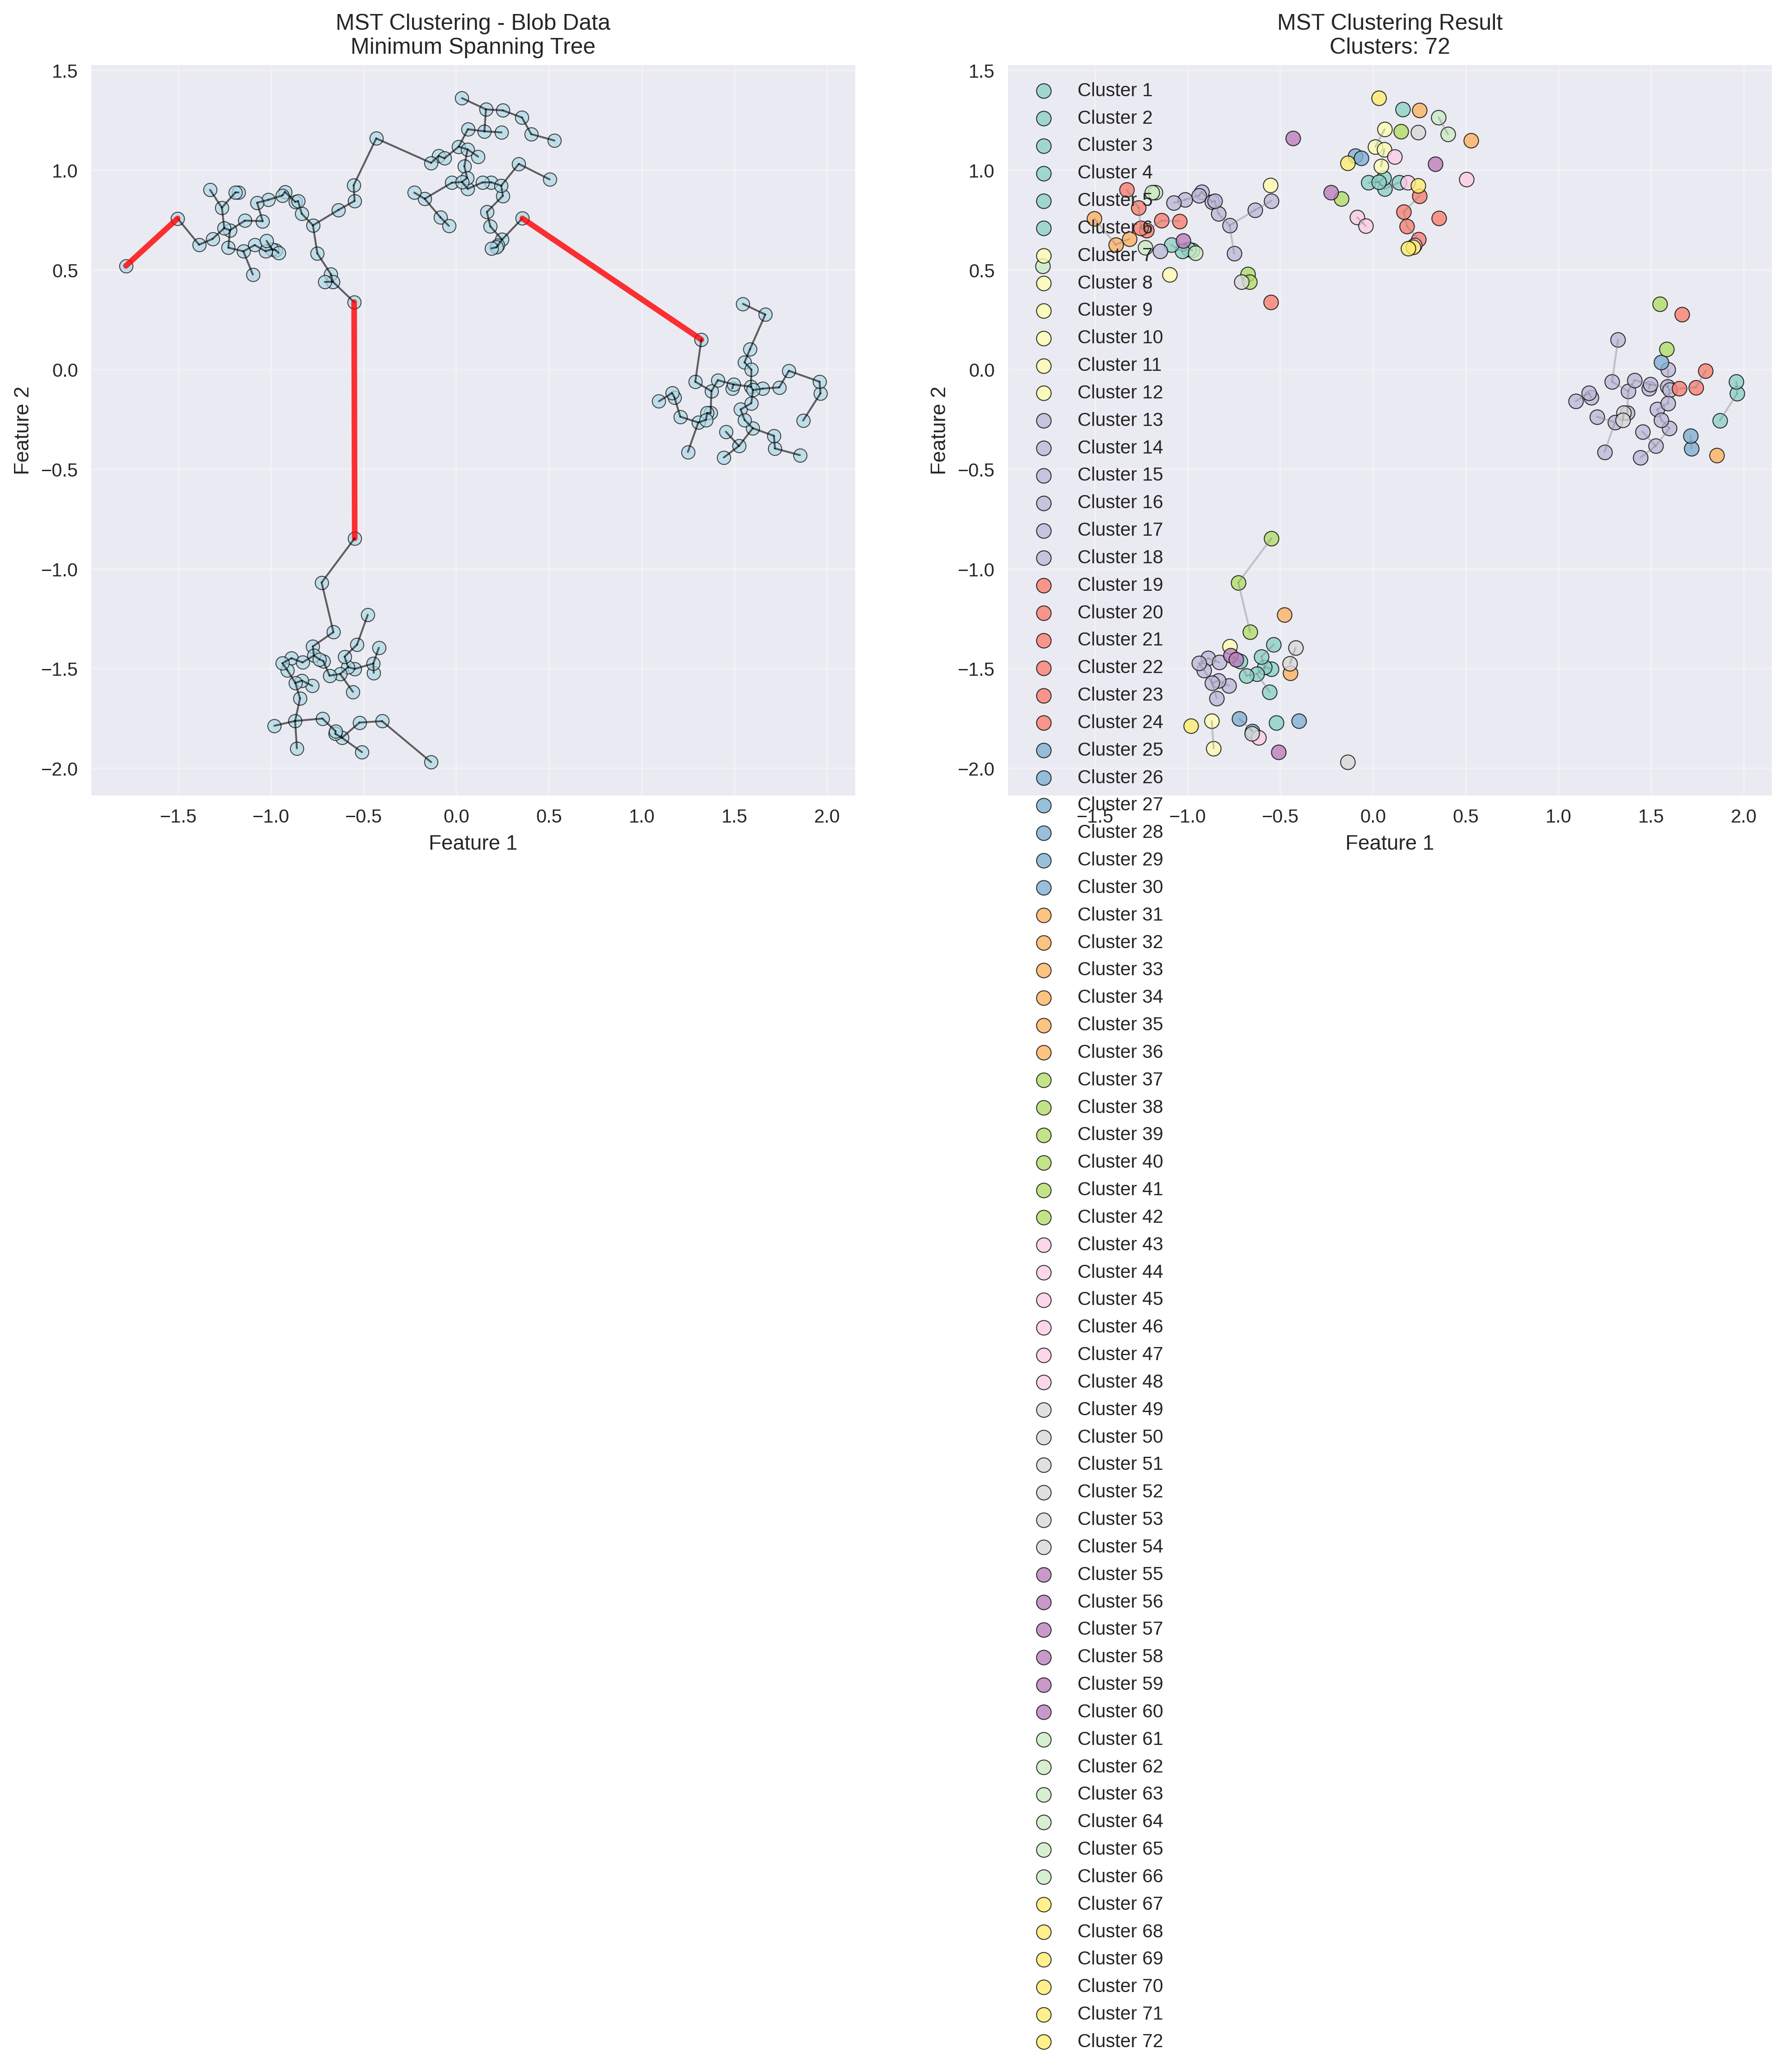 MST Clustering - Blob Data
Minimum Spanning Tree
1.5
1.0
0.5
0.0
−0.5
−1.0
−1.5
−2.0
Feature 2
−1.5
−1.0
−0.5
0.0
0.5
1.0
1.5
2.0
Feature 1
MST Clustering Result
Clusters: 72
1.5
1.0
0.5
0.0
−0.5
−1.0
−1.5
−2.0
Feature 2
−1.5
−1.0
−0.5
0.0
0.5
1.0
1.5
2.0
Feature 1
Cluster 1
Cluster 2
Cluster 3
Cluster 4
Cluster 5
Cluster 6
Cluster 7
Cluster 8
Cluster 9
Cluster 10
Cluster 11
Cluster 12
Cluster 13
Cluster 14
Cluster 15
Cluster 16
Cluster 17
Cluster 18
Cluster 19
Cluster 20
Cluster 21
Cluster 22
Cluster 23
Cluster 24
Cluster 25
Cluster 26
Cluster 27
Cluster 28
Cluster 29
Cluster 30
Cluster 31
Cluster 32
Cluster 33
Cluster 34
Cluster 35
Cluster 36
Cluster 37
Cluster 38
Cluster 39
Cluster 40
Cluster 41
Cluster 42
Cluster 43
Cluster 44
Cluster 45
Cluster 46
Cluster 47
Cluster 48
Cluster 49
Cluster 50
Cluster 51
Cluster 52
Cluster 53
Cluster 54
Cluster 55
Cluster 56
Cluster 57
Cluster 58
Cluster 59
Cluster 60
Cluster 61
Cluster 62
Cluster 63
Cluster 64
Cluster 65
Cluster 66
Cluster 67
Cluster 68
Cluster 69
Cluster 70
Cluster 71
Cluster 72